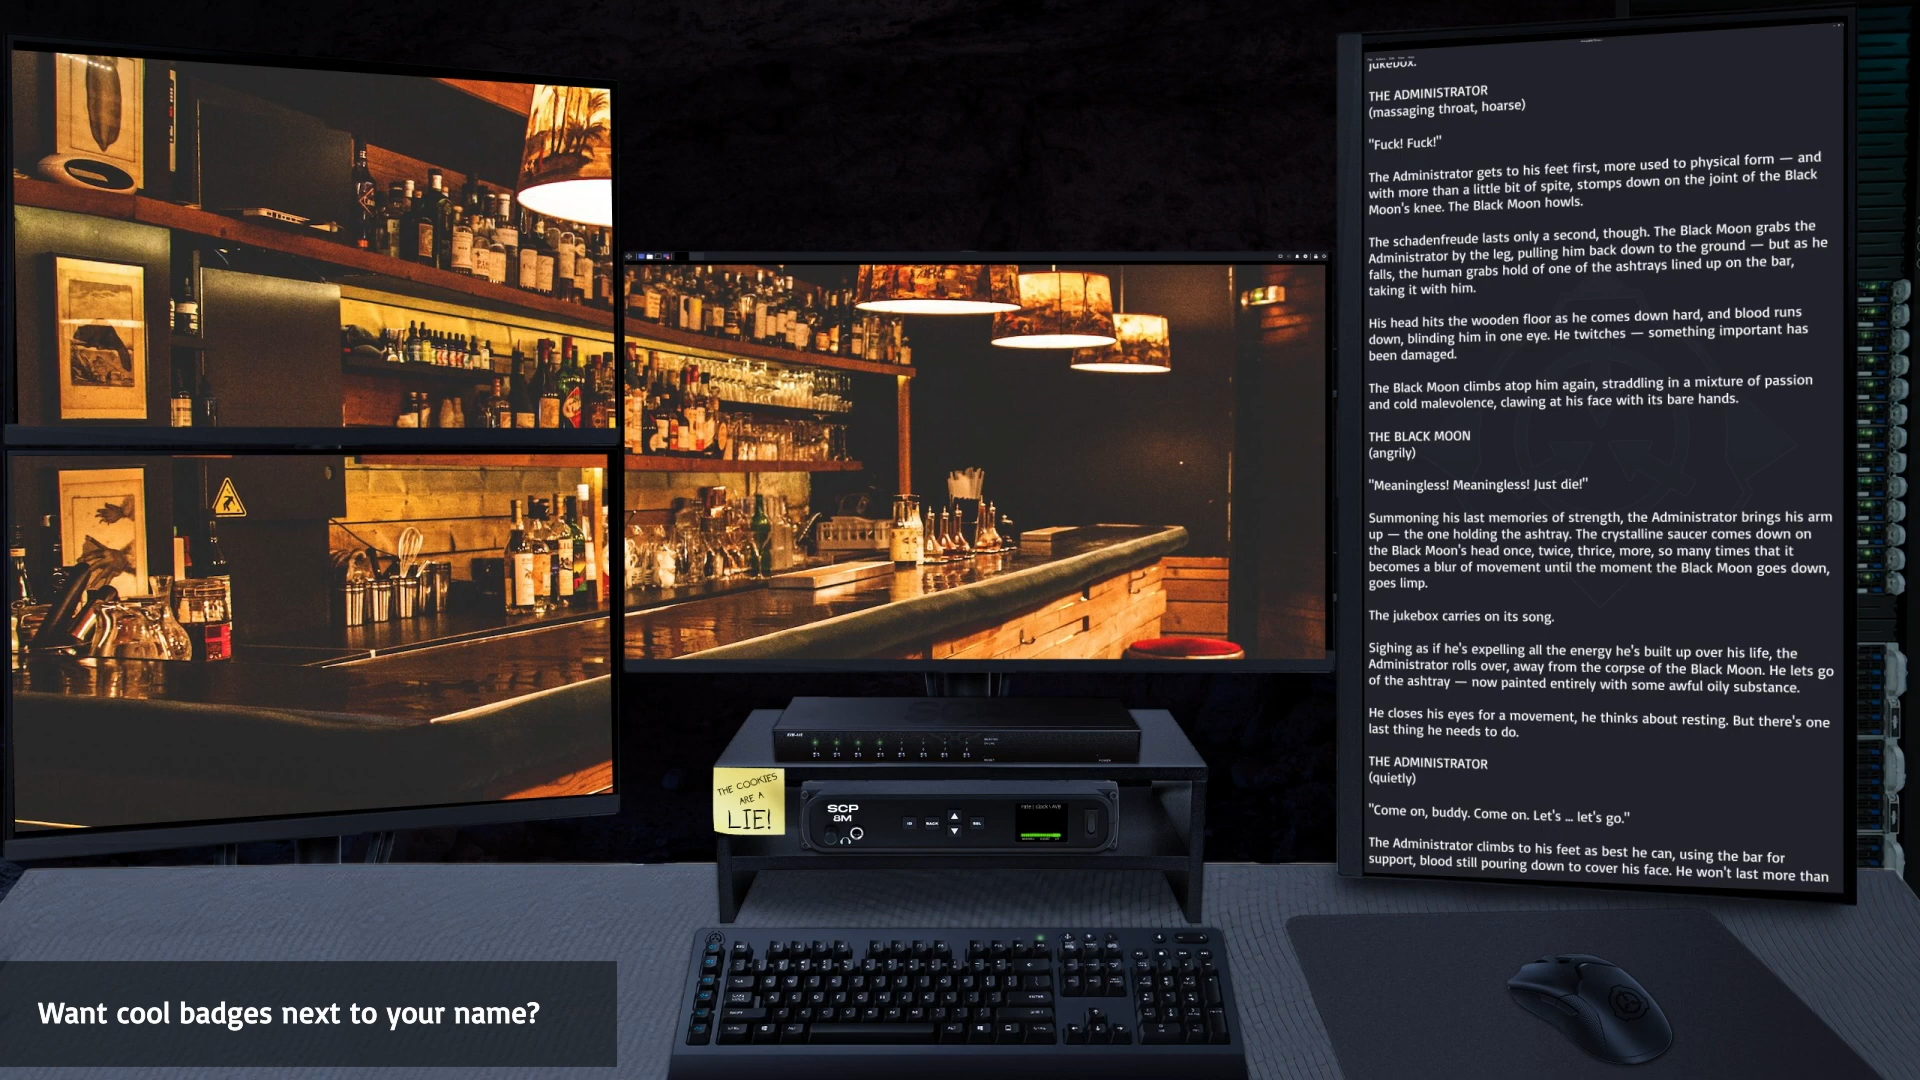 jukebox.
THE ADMINISTRATOR
(massaging throat, hoarse)
"Fuck! Fuck!"
The Administrator gets to his feet first, more used to physical form — and
with more than a little bit of spite, stomps down on the joint of the Black
Moon's knee. The Black Moon howls.
The schadenfreude lasts only a second, though. The Black Moon grabs the
Administrator by the leg, pulling him back down to the ground — but as he
falls, the human grabs hold of one of the ashtrays lined up on the bar,
taking it with him.
His head hits the wooden floor as he comes down hard, and blood runs
down, blinding him in one eye. He twitches — something important has
been damaged.
The Black Moon climbs atop him again, straddling in a mixture of passion
and cold malevolence, clawing at his face with its bare hands.
THE BLACK MOON
(angrily)
"Meaningless! Meaningless! Just die!"
Summoning his last memories of strength, the Administrator brings his arm
up — the one holding the ashtray. The crystalline saucer comes down on
the Black Moon's head once, twice, thrice, more, so many times that it
becomes a blur of movement until the moment the Black Moon goes down,
goes limp.
The jukebox carries on its song.
Sighing as if he's expelling all the energy he's built up over his life, the
Administrator rolls over, away from the corpse of the Black Moon. He lets go
of the ashtray — now painted entirely with some awful oily substance.
He closes his eyes for a movement, he thinks about resting. But there's one
last thing he needs to do.
THE ADMINISTRATOR
(quietly)
"Come on, buddy. Come on. Let's ... let's go."
The Administrator climbs to his feet as best he can, using the bar for
support, blood still pouring down to cover his face. He won't last more than
THE COOKIES
ARE A
LIE!
SCP
8M
BACK
SEL
Want cool badges next to your name?